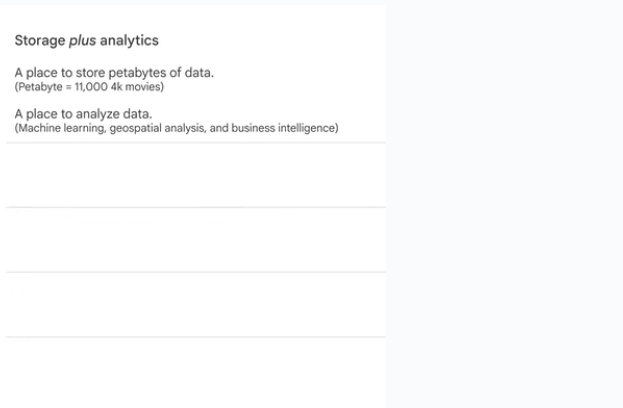 Storage plus analytics
A place to store petabytes of data.
(Petabyte = 11,000 4k movies)
A place to analyze data.
(Machine learning, geospatial analysis, and business intelligence)